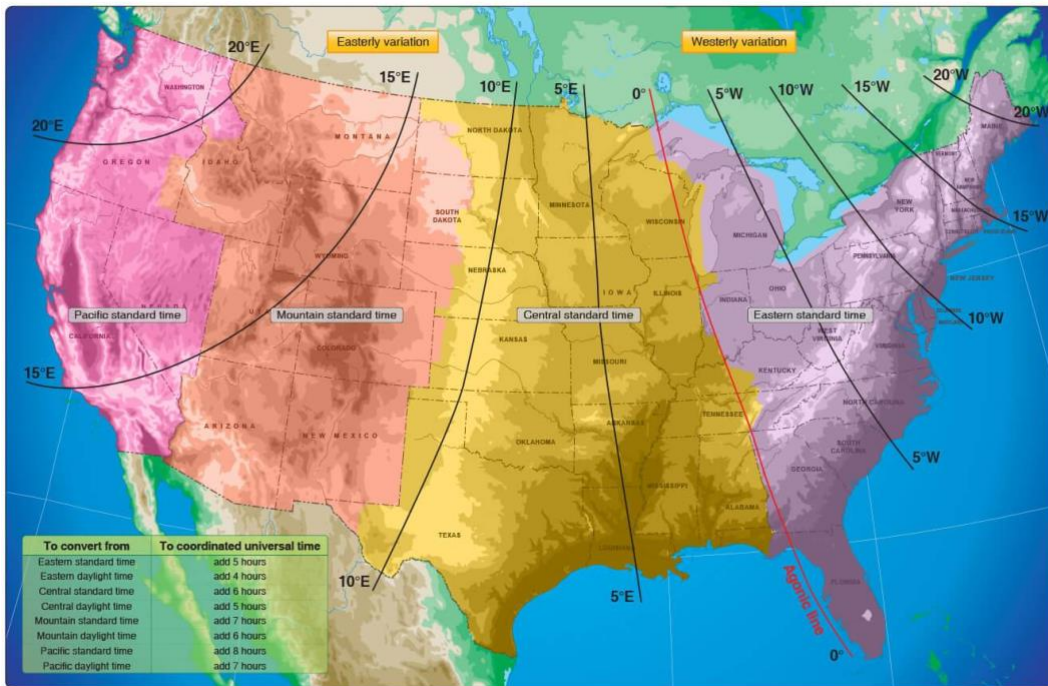 Easterly variation
Westerly variation
20°E
15°E
10°E
5°E
0°
5°W
10°W
15°W
20°W
20°W
20°E
WASHINGTON
MONTANA
NORTH DAKOTA
MAINE
OREGON
IDAHO
MINNESOTA
VERMONT
NEW HAMPSHIRE
SOUTH DAKOTA
WISCONSIN
MICHIGAN
NEW YORK
15°W
WYOMING
NEBRASKA
IOWA
PENNSYLVANIA
NEW JERSEY
ILLINOIS
INDIANA
OHIO
NEVADA
Pacific standard time
Mountain standard time
Central standard time
Eastern standard time
10°W
CALIFORNIA
COLORADO
KANSAS
MISSOURI
WEST VIRGINIA
VIRGINIA
15°E
KENTUCKY
NORTH CAROLINA
ARIZONA
NEW MEXICO
OKLAHOMA
ARKANSAS
TENNESSEE
SOUTH CAROLINA
5°W
GEORGIA
MISSISSIPPI
ALABAMA
TEXAS
LOUISIANA
10°E
5°E
Agonic line
FLORIDA
0°
To convert from To coordinated universal time
Eastern standard time add 5 hours
Eastern daylight time add 4 hours
Central standard time add 6 hours
Central daylight time add 5 hours
Mountain standard time add 7 hours
Mountain daylight time add 6 hours
Pacific standard time add 8 hours
Pacific daylight time add 7 hours